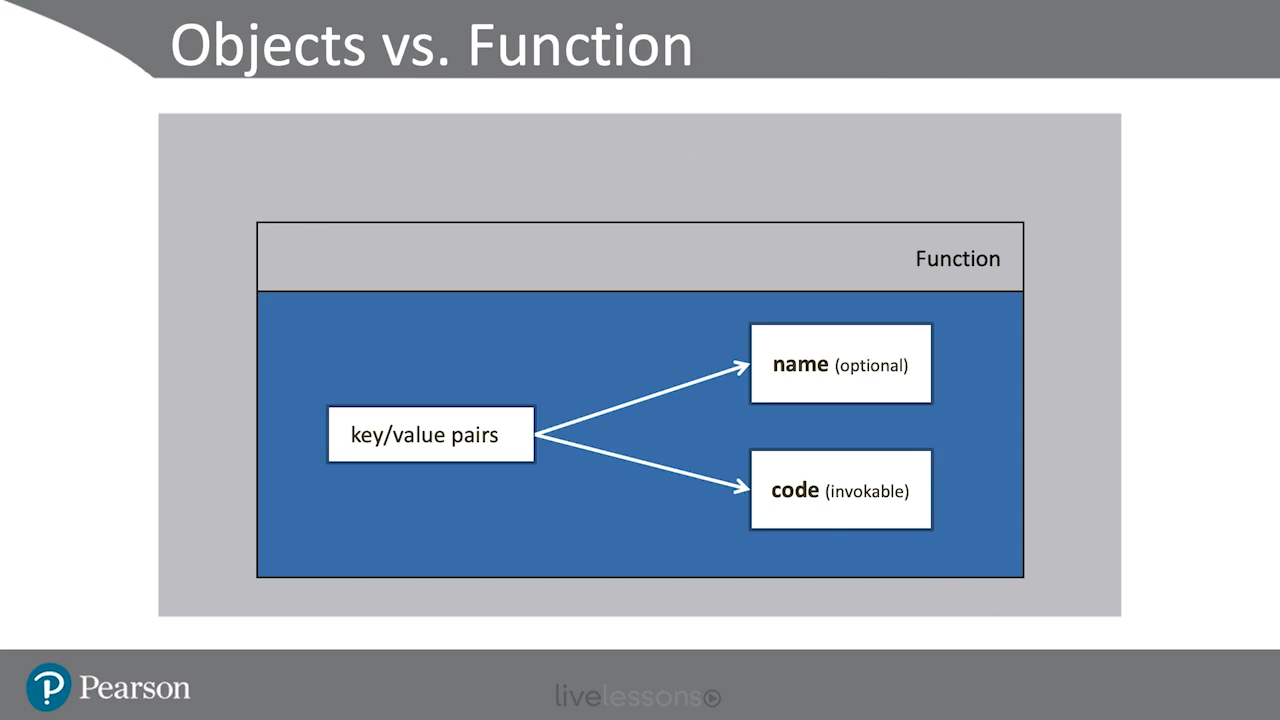 Objects vs. Function
Function
name (optional)
key/value pairs
code (invokable)
Pearson
livelessons